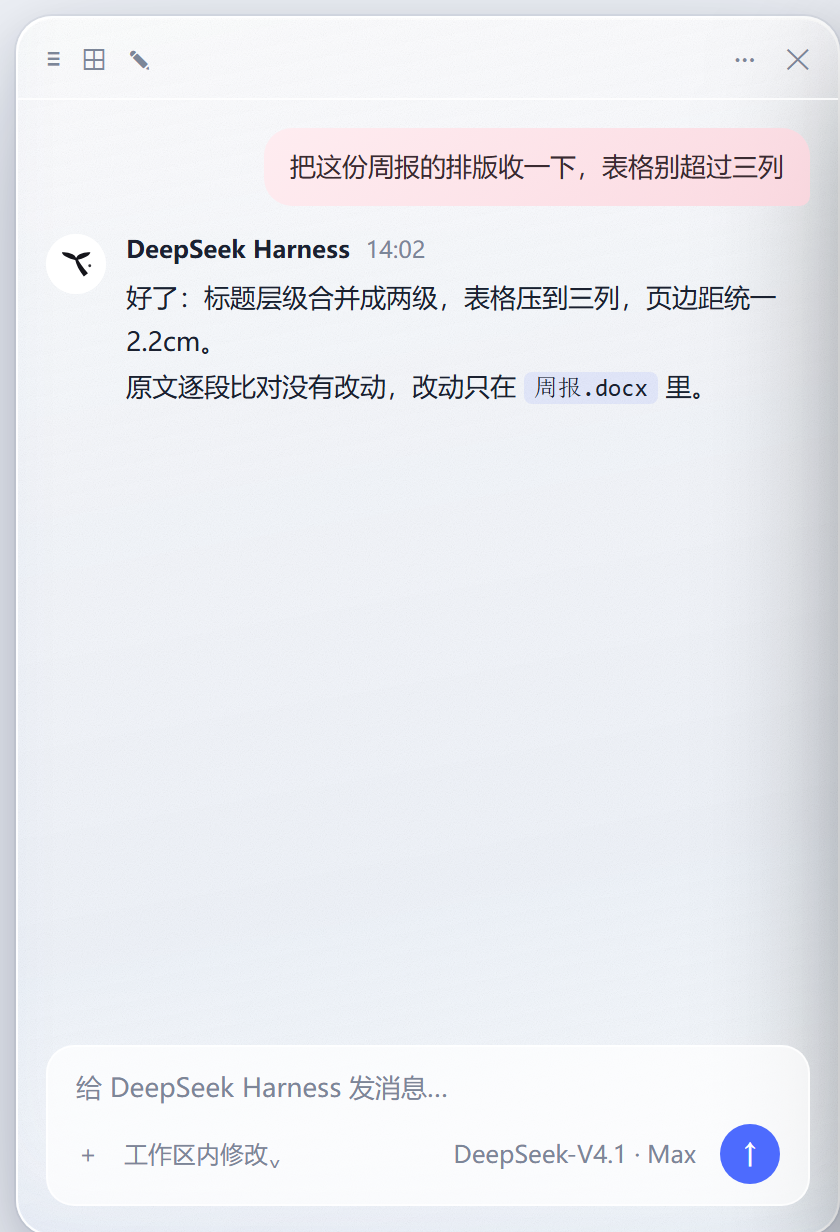 把这份周报的排版收一下，表格别超过三列
DeepSeek Harness 14:02
好了：标题层级合并成两级，表格压到三列，页边距统一
2.2cm。
原文逐段比对没有改动，改动只在 周报.docx 里。
给 DeepSeek Harness 发消息...
+ 工作区内修改 DeepSeek-V4.1 · Max